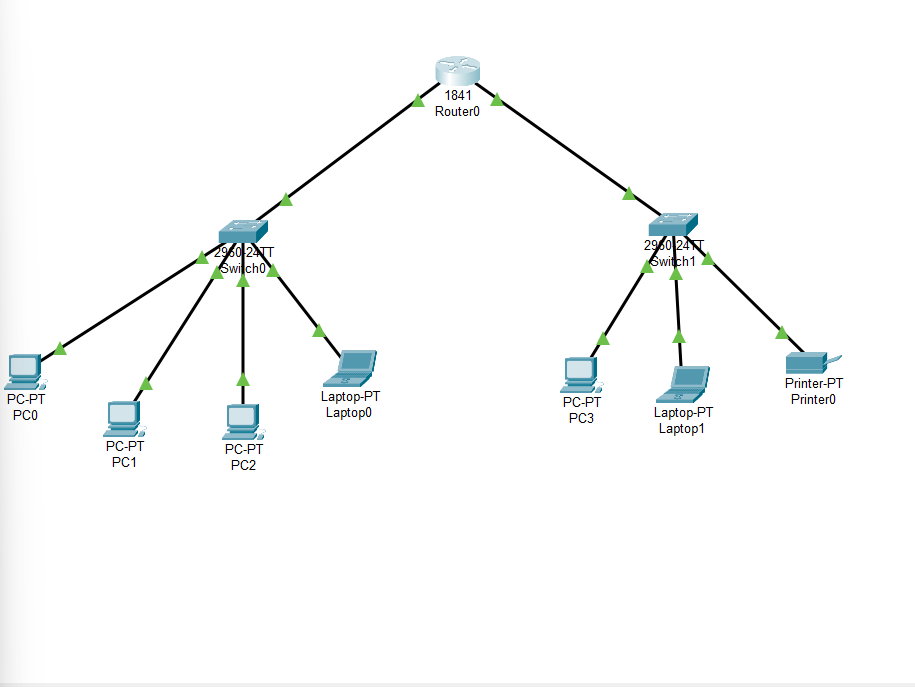 1841
Router0
2960-24TT
Switch0
2960-24TT
Switch1
PC-PT
PC0
PC-PT
PC1
PC-PT
PC2
Laptop-PT
Laptop0
PC-PT
PC3
Laptop-PT
Laptop1
Printer-PT
Printer0